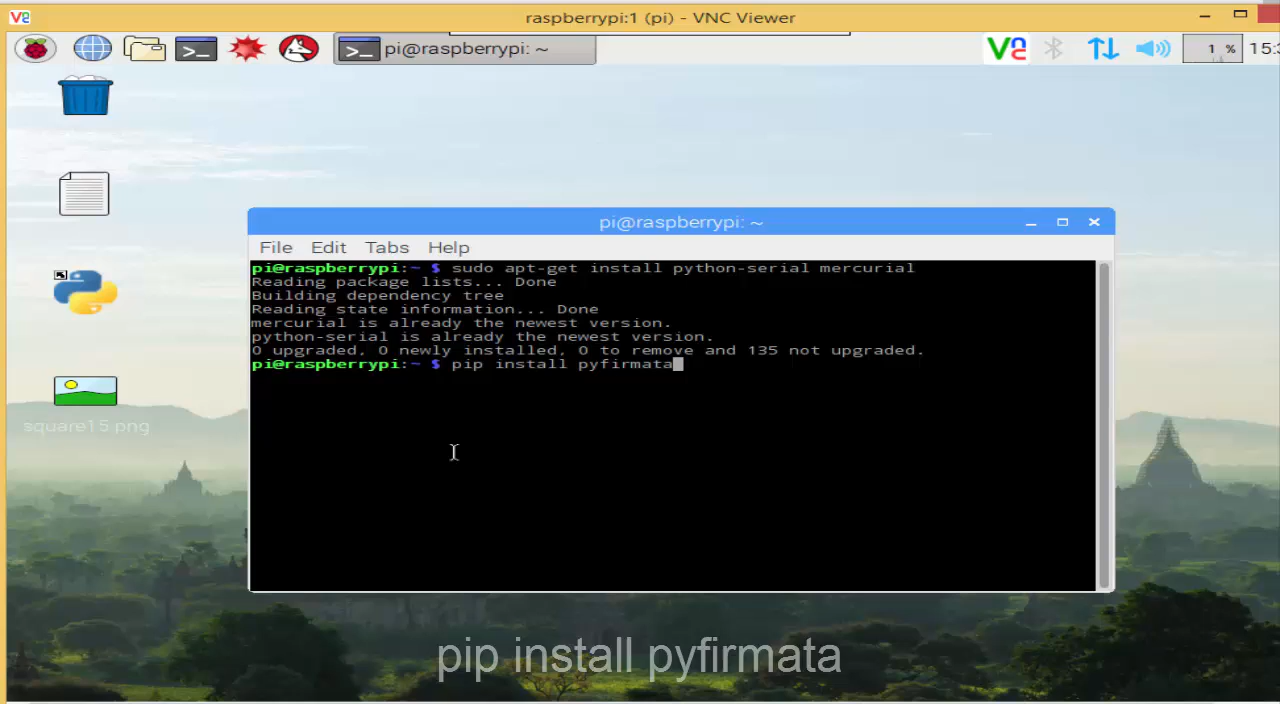 V2 raspberrypi:1 (pi) - VNC Viewer
>_ >_ pi@raspberrypi: ~ V2 1 %
pi@raspberrypi: ~
File Edit Tabs Help
pi@raspberrypi:~ $ sudo apt-get install python-serial mercurial
Reading package lists... Done
Building dependency tree
Reading state information... Done
mercurial is already the newest version.
python-serial is already the newest version.
0 upgraded, 0 newly installed, 0 to remove and 135 not upgraded.
pi@raspberrypi:~ $ pip install pyfirmata
square15.png
pip install pyfirmata